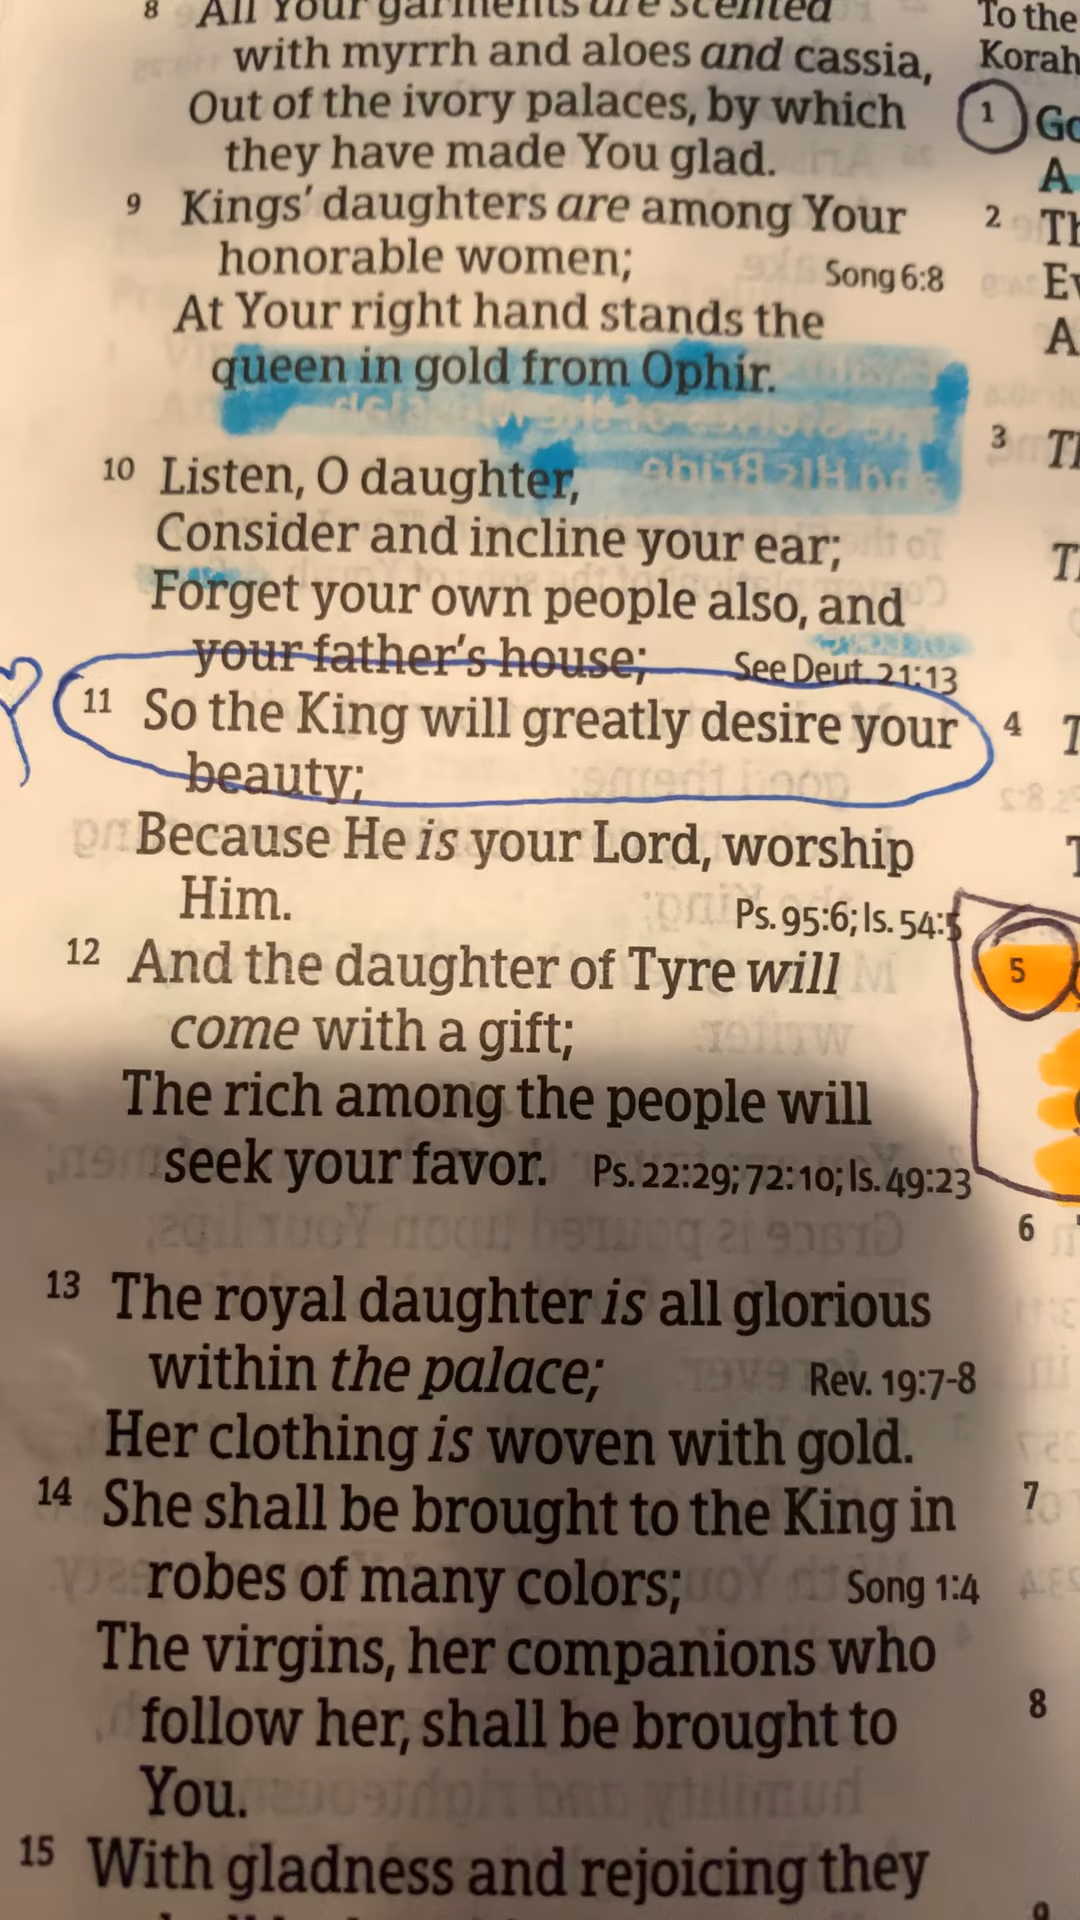 8 All Your garments are scented
with myrrh and aloes and cassia,
Out of the ivory palaces, by which
they have made You glad.
9 Kings' daughters are among Your
honorable women; Song 6:8
At Your right hand stands the
queen in gold from Ophir.
10 Listen, O daughter,
Consider and incline your ear;
Forget your own people also, and
your father's house; See Deut. 21:13
11 So the King will greatly desire your
beauty;
Because He is your Lord, worship
Him. Ps. 95:6; Is. 54:5
12 And the daughter of Tyre will
come with a gift;
The rich among the people will
seek your favor. Ps. 22:29; 72:10; Is. 49:23
13 The royal daughter is all glorious
within the palace; Rev. 19:7-8
Her clothing is woven with gold.
14 She shall be brought to the King in
robes of many colors; Song 1:4
The virgins, her companions who
follow her, shall be brought to
You.
15 With gladness and rejoicing they
To the
Korah
1
A
2
3
4
5
6
7
8
9